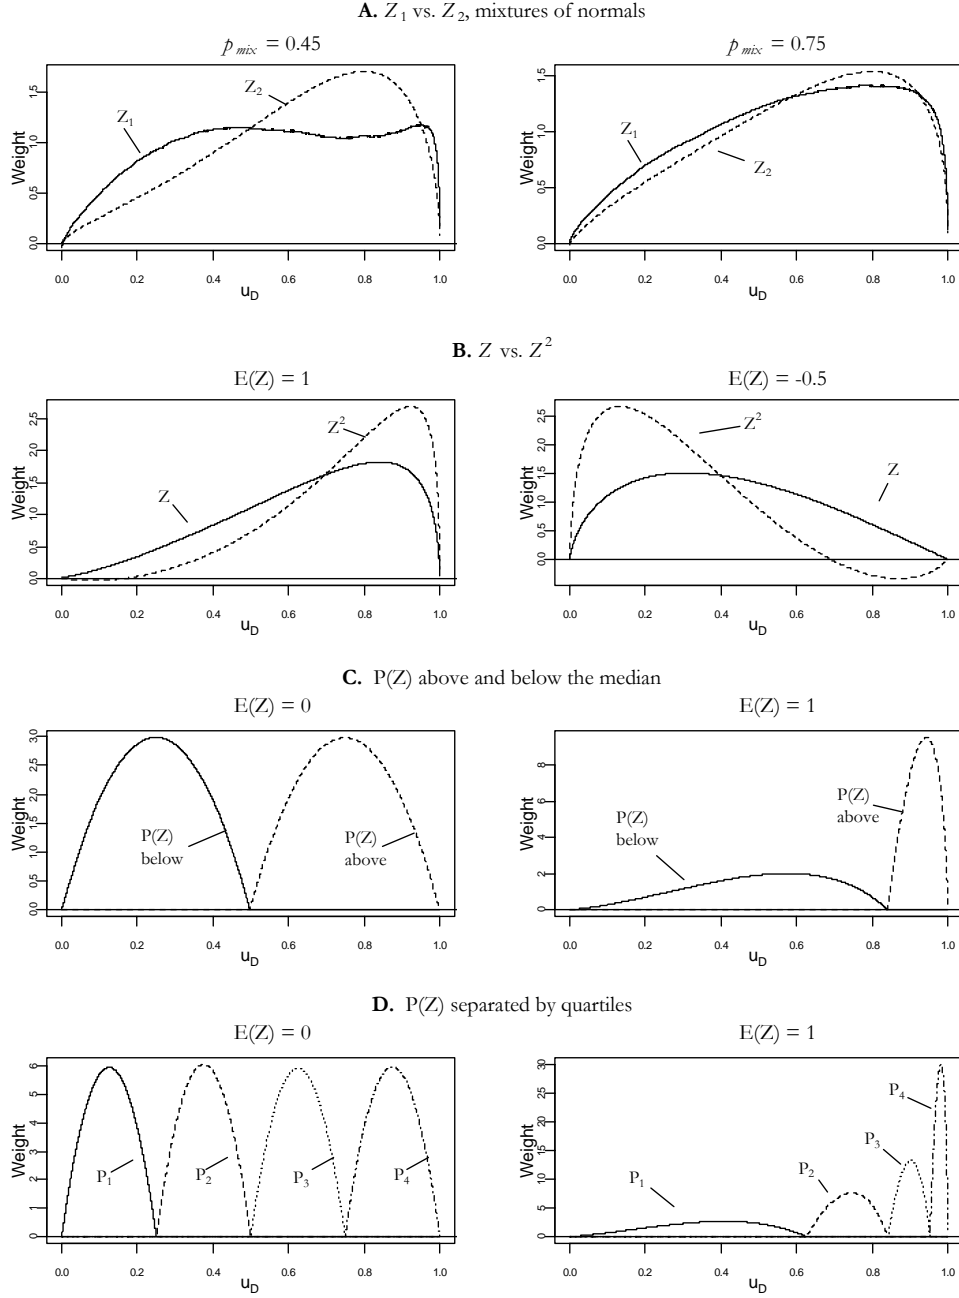 A. Z1 vs. Z2, mixtures of normals
p mix = 0.45
p mix = 0.75
Weight
0.0 0.5 1.0 1.5
Z1
Z2
0.0 0.2 0.4 0.6 0.8 1.0
uD
Weight
0.0 0.5 1.0 1.5
Z1
Z2
0.0 0.2 0.4 0.6 0.8 1.0
uD
B. Z vs. Z2
E(Z) = 1
E(Z) = -0.5
Weight
0.0 0.5 1.0 1.5 2.0 2.5
Z2
Z
0.0 0.2 0.4 0.6 0.8 1.0
uD
Weight
0.0 0.5 1.0 1.5 2.0 2.5
Z2
Z
0.0 0.2 0.4 0.6 0.8 1.0
uD
C. P(Z) above and below the median
E(Z) = 0
E(Z) = 1
Weight
0.0 0.5 1.0 1.5 2.0 2.5 3.0
P(Z)
below
P(Z)
above
0.0 0.2 0.4 0.6 0.8 1.0
uD
Weight
0 2 4 6 8
P(Z)
below
P(Z)
above
0.0 0.2 0.4 0.6 0.8 1.0
uD
D. P(Z) separated by quartiles
E(Z) = 0
E(Z) = 1
Weight
0 1 2 3 4 5 6
P1
P2
P3
P4
0.0 0.2 0.4 0.6 0.8 1.0
uD
Weight
0 5 10 15 20 25 30
P1
P2
P3
P4
0.0 0.2 0.4 0.6 0.8 1.0
uD